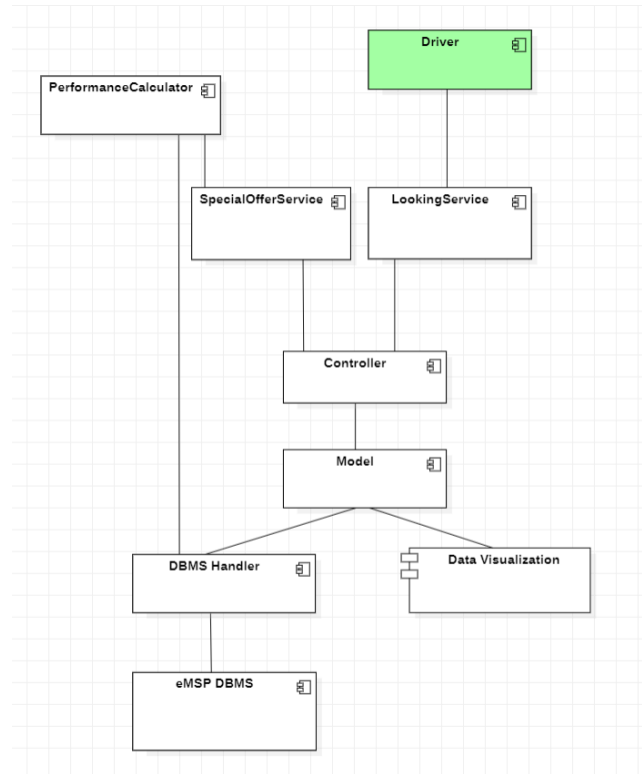 Driver
PerformanceCalculator
SpecialOfferService
LookingService
Controller
Model
DBMS Handler
Data Visualization
eMSP DBMS